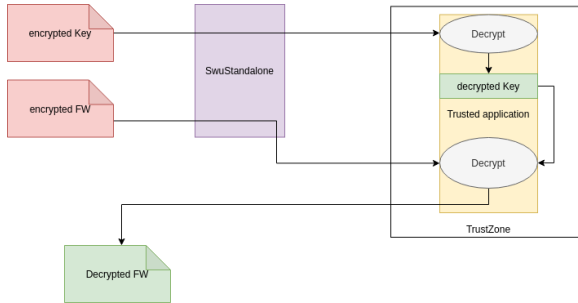 encrypted Key
SwuStandalone
Decrypt
decrypted Key
encrypted FW
Trusted application
Decrypt
TrustZone
Decrypted FW